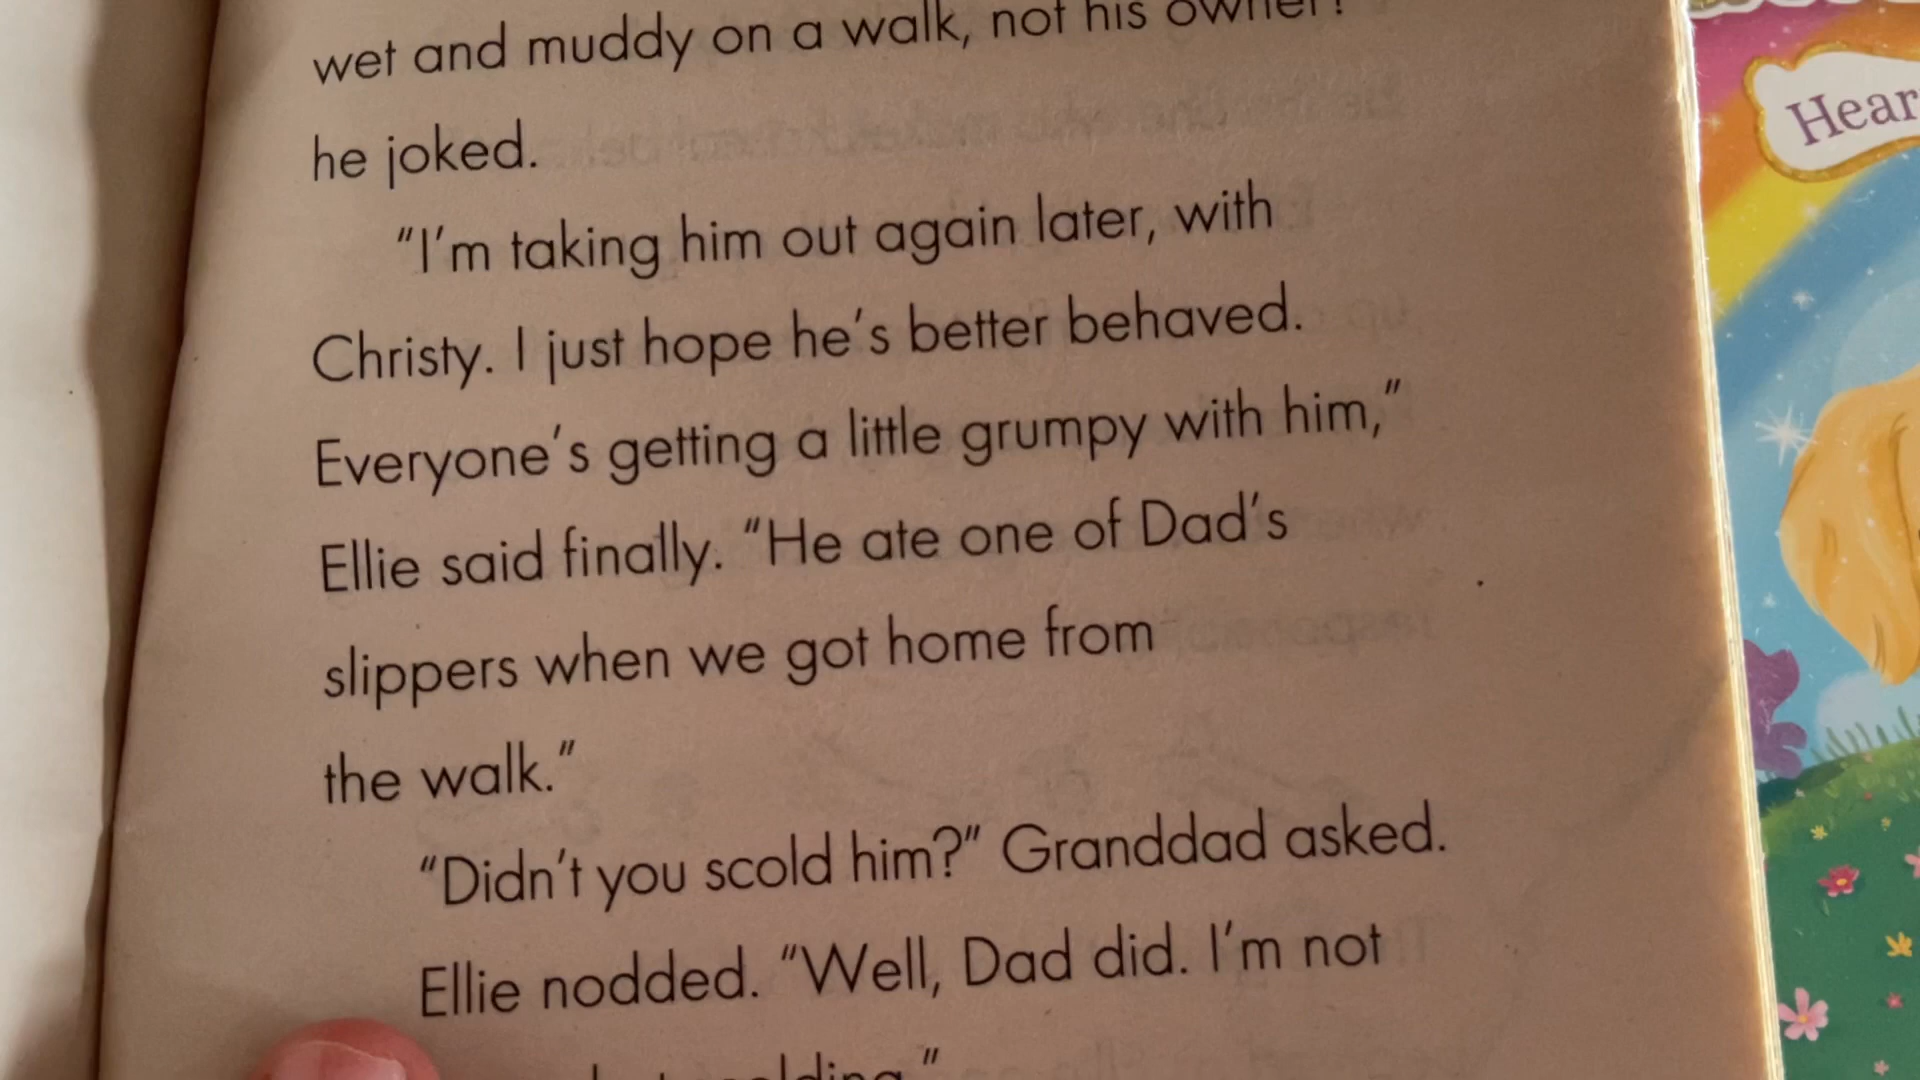 wet and muddy on a walk, not his owner!
he joked.
“I’m taking him out again later, with
Christy. I just hope he’s better behaved.
Everyone’s getting a little grumpy with him,”
Ellie said finally. “He ate one of Dad’s
slippers when we got home from
the walk.”
“Didn’t you scold him?” Granddad asked.
Ellie nodded. “Well, Dad did. I’m not
Hear